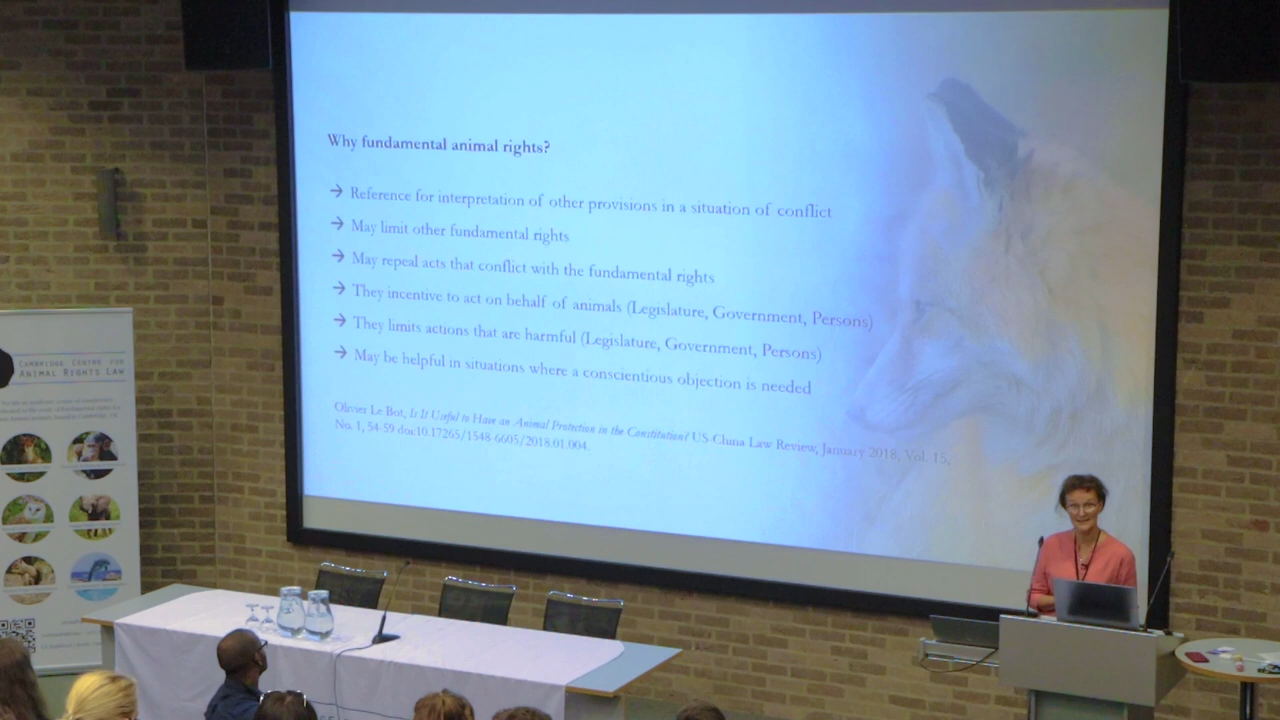 Why fundamental animal rights?
→ Reference for interpretation of other provisions in a situation of conflict
→ May limit other fundamental rights
→ May repeal acts that conflict with the fundamental rights
→ They incentive to act on behalf of animals (Legislature, Government, Persons)
→ They limits actions that are harmful (Legislature, Government, Persons)
→ May be helpful in situations where a conscientious objection is needed
Olivier Le Bot, Is It Useful to Have an Animal Protection in the Constitution? US-China Law Review, January 2018, Vol. 15,
No. 1, 54-59 doi:10.17265/1548-6605/2018.01.004.
CAMBRIDGE CENTRE FOR
ANIMAL RIGHTS LAW